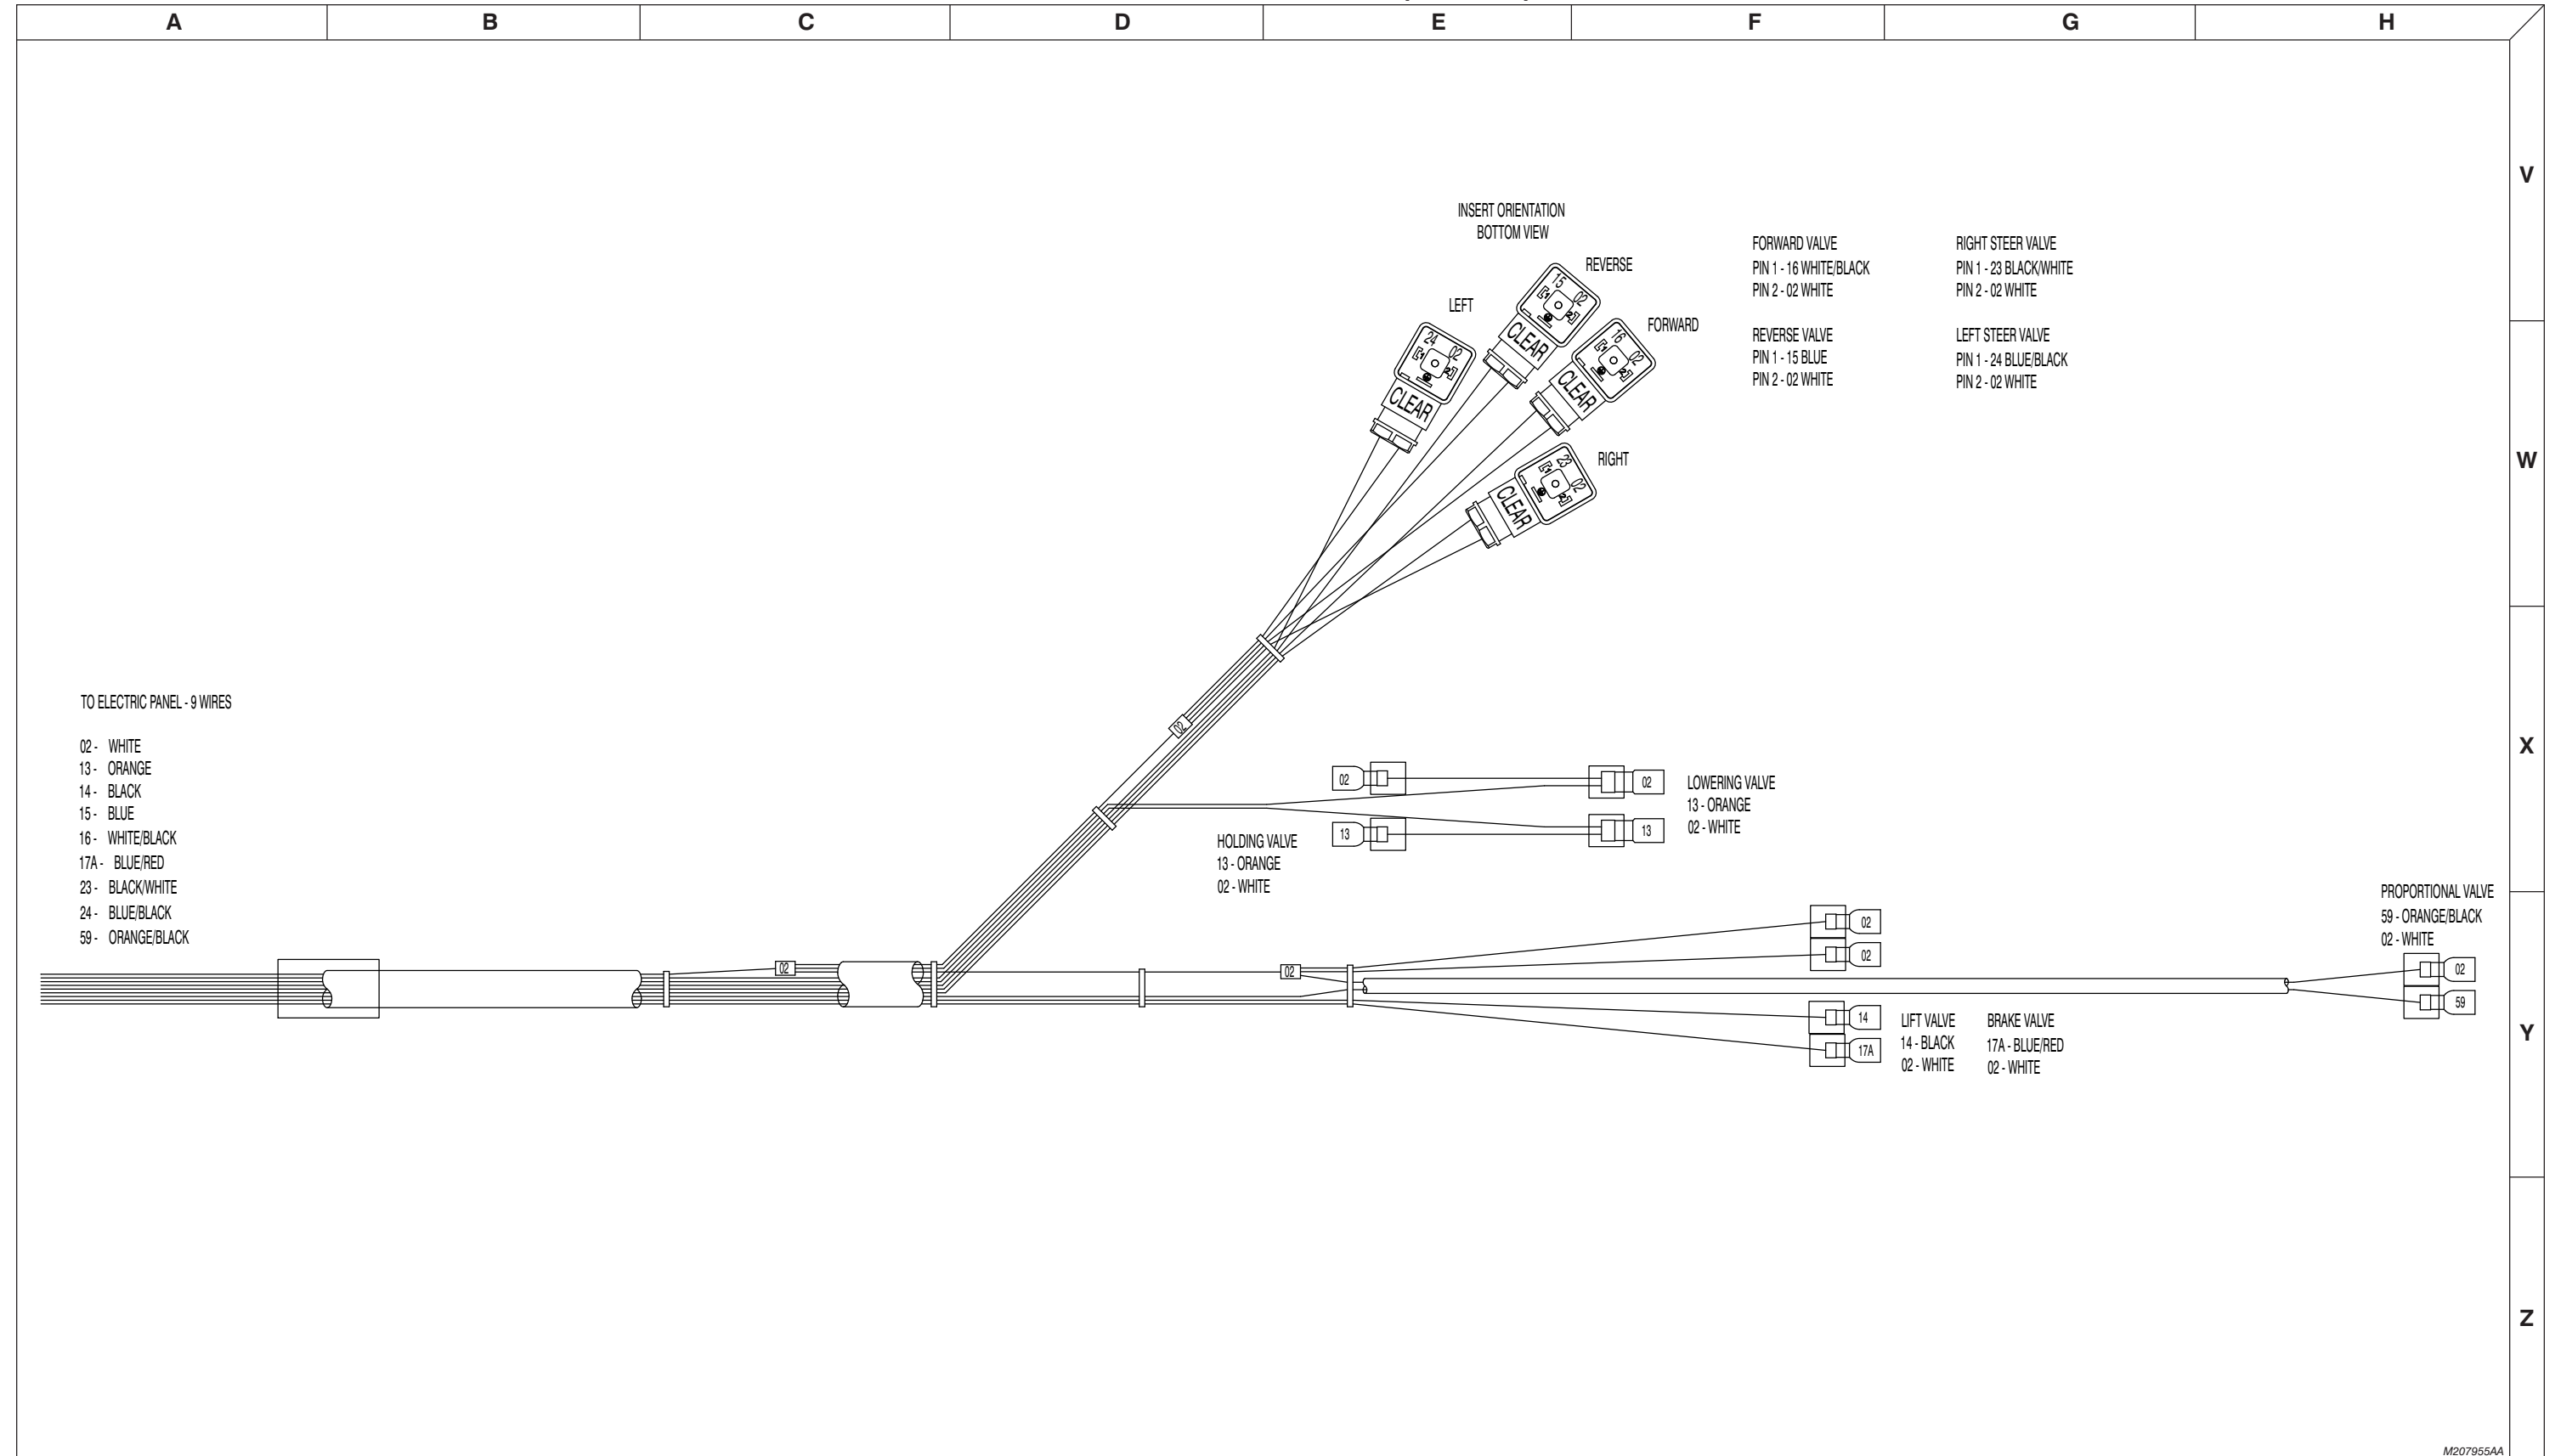 A B C D E F G H
V
W
X
Y
Z
INSERT ORIENTATION
BOTTOM VIEW
REVERSE
LEFT
FORWARD
RIGHT
15
02
CLEAR
24
02
CLEAR
16
02
CLEAR
23
02
CLEAR
FORWARD VALVE
PIN 1 - 16 WHITE/BLACK
PIN 2 - 02 WHITE
REVERSE VALVE
PIN 1 - 15 BLUE
PIN 2 - 02 WHITE
RIGHT STEER VALVE
PIN 1 - 23 BLACK/WHITE
PIN 2 - 02 WHITE
LEFT STEER VALVE
PIN 1 - 24 BLUE/BLACK
PIN 2 - 02 WHITE
TO ELECTRIC PANEL - 9 WIRES
02 - WHITE
13 - ORANGE
14 - BLACK
15 - BLUE
16 - WHITE/BLACK
17A - BLUE/RED
23 - BLACK/WHITE
24 - BLUE/BLACK
59 - ORANGE/BLACK
02
02
02
13
HOLDING VALVE
13 - ORANGE
02 - WHITE
02
13
LOWERING VALVE
13 - ORANGE
02 - WHITE
02
02
02
14
17A
LIFT VALVE
14 - BLACK
02 - WHITE
BRAKE VALVE
17A - BLUE/RED
02 - WHITE
PROPORTIONAL VALVE
59 - ORANGE/BLACK
02 - WHITE
02
59
M207955AA